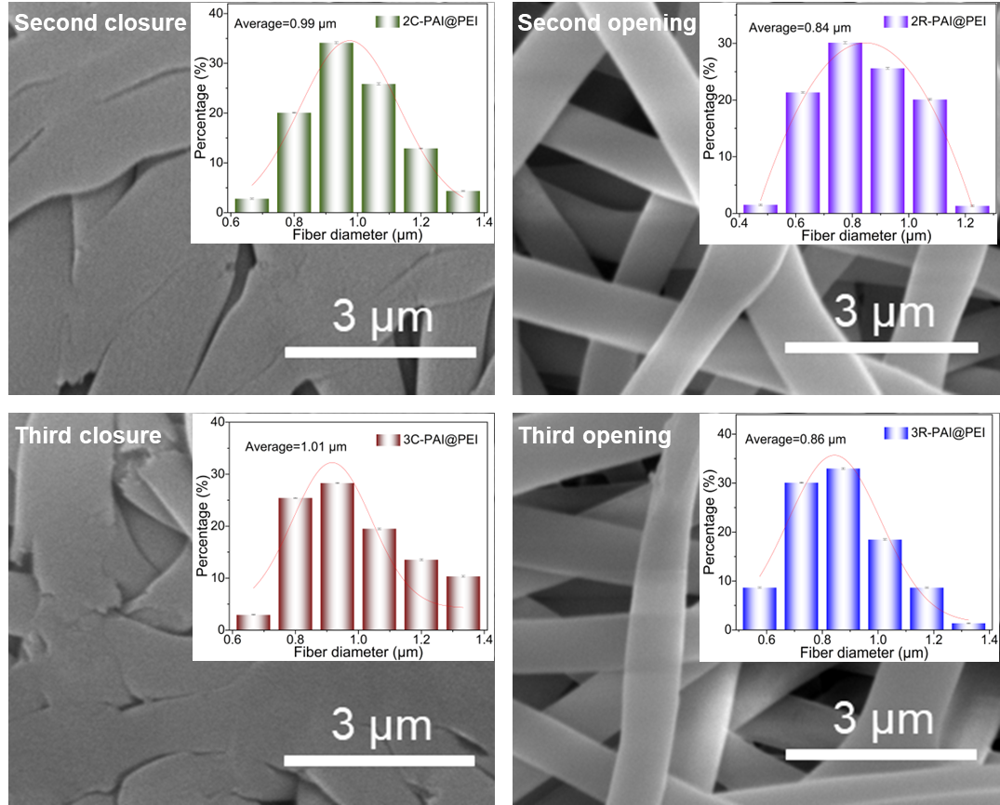 Second closure
Average=0.99 µm
2C-PAI@PEI
Percentage (%)
40
30
20
10
0
0.6 0.8 1.0 1.2 1.4
Fiber diameter (µm)
3 µm
Second opening
Average=0.84 µm
2R-PAI@PEI
Percentage (%)
30
20
10
0
0.4 0.6 0.8 1.0 1.2
Fiber diameter (µm)
3 µm
Third closure
Average=1.01 µm
3C-PAI@PEI
Percentage (%)
40
30
20
10
0
0.6 0.8 1.0 1.2 1.4
Fiber diameter (µm)
3 µm
Third opening
Average=0.86 µm
3R-PAI@PEI
Percentage (%)
40
30
20
10
0
0.6 0.8 1.0 1.2 1.4
Fiber diameter (µm)
3 µm